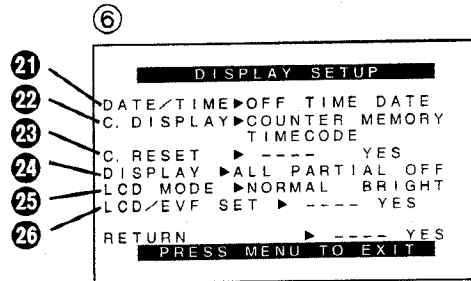 ⑥
DISPLAY SETUP
㉑ DATE/TIME▶OFF TIME DATE
㉒ C. DISPLAY▶COUNTER MEMORY
TIMECODE
㉓ C. RESET ▶ ---- YES
㉔ DISPLAY ▶ALL PARTIAL OFF
㉕ LCD MODE ▶NORMAL BRIGHT
㉖ LCD/EVF SET ▶ ---- YES
RETURN ▶ ---- YES
PRESS MENU TO EXIT